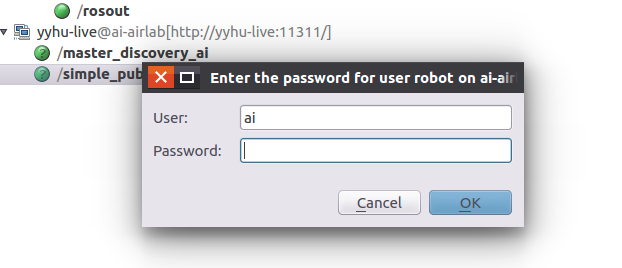 /rosout
yyhu-live@ai-airlab[http://yyhu-live:11311/]
/master_discovery_ai
/simple_pub
Enter the password for user robot on ai-air
User:
ai
Password:
Cancel
OK